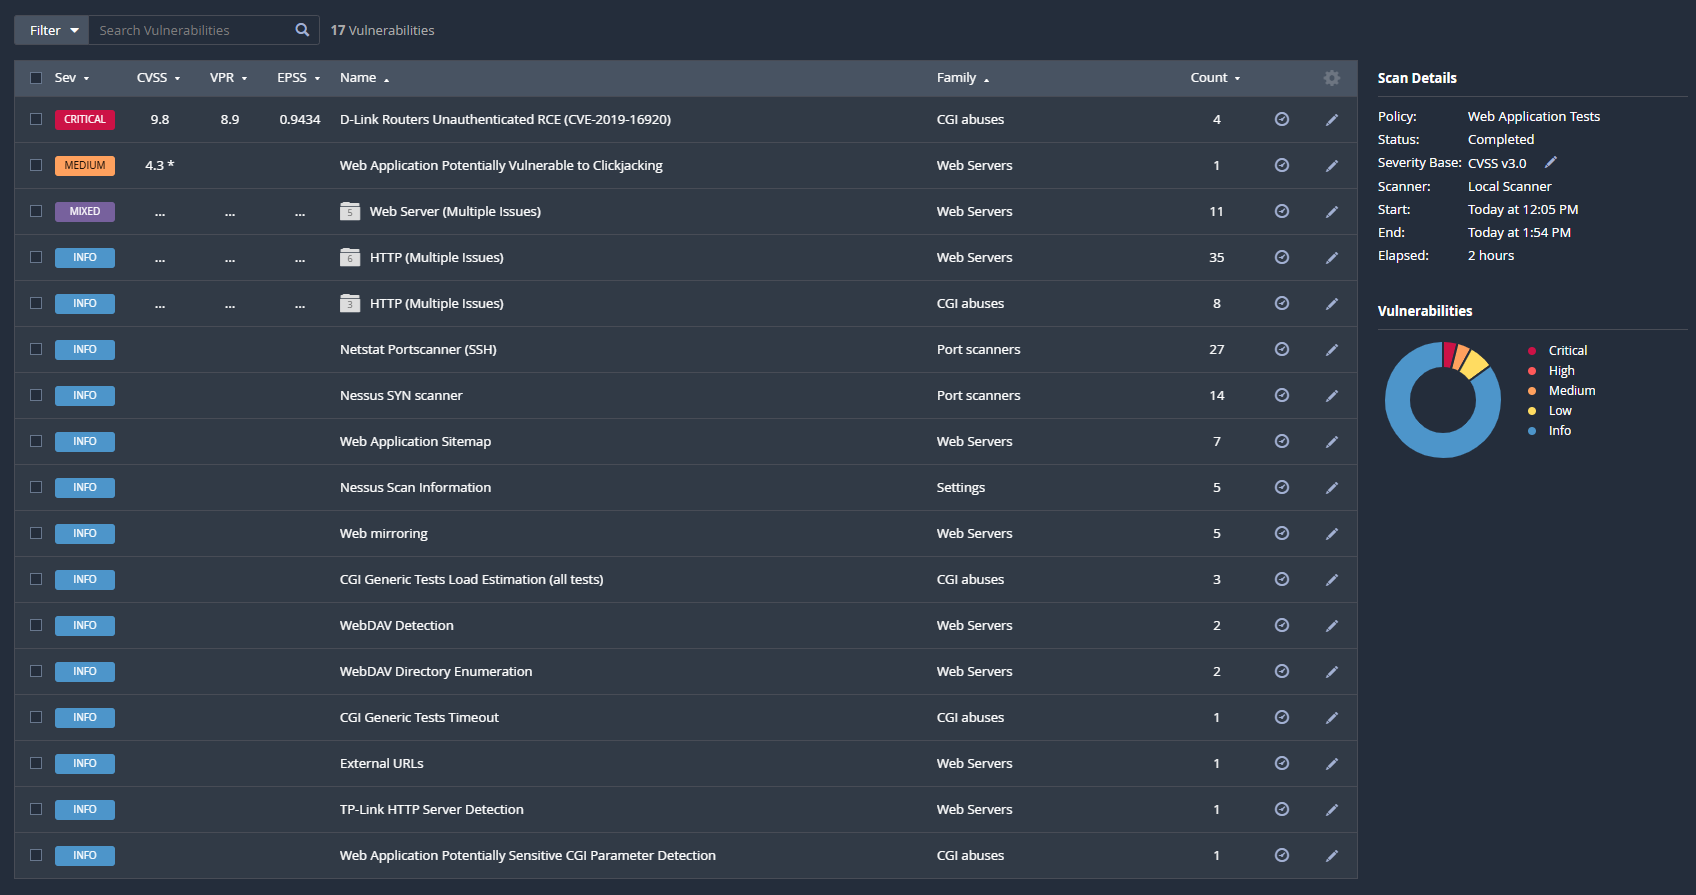 Filter Search Vulnerabilities 17 Vulnerabilities
Sev CVSS VPR EPSS Name Family Count
CRITICAL 9.8 8.9 0.9434 D-Link Routers Unauthenticated RCE (CVE-2019-16920) CGI abuses 4
MEDIUM 4.3 * Web Application Potentially Vulnerable to Clickjacking Web Servers 1
MIXED ... ... ... 5 Web Server (Multiple Issues) Web Servers 11
INFO ... ... ... 6 HTTP (Multiple Issues) Web Servers 35
INFO ... ... ... 3 HTTP (Multiple Issues) CGI abuses 8
INFO Netstat Portscanner (SSH) Port scanners 27
INFO Nessus SYN scanner Port scanners 14
INFO Web Application Sitemap Web Servers 7
INFO Nessus Scan Information Settings 5
INFO Web mirroring Web Servers 5
INFO CGI Generic Tests Load Estimation (all tests) CGI abuses 3
INFO WebDAV Detection Web Servers 2
INFO WebDAV Directory Enumeration Web Servers 2
INFO CGI Generic Tests Timeout CGI abuses 1
INFO External URLs Web Servers 1
INFO TP-Link HTTP Server Detection Web Servers 1
INFO Web Application Potentially Sensitive CGI Parameter Detection CGI abuses 1
Scan Details
Policy: Web Application Tests
Status: Completed
Severity Base: CVSS v3.0
Scanner: Local Scanner
Start: Today at 12:05 PM
End: Today at 1:54 PM
Elapsed: 2 hours
Vulnerabilities
Critical
High
Medium
Low
Info